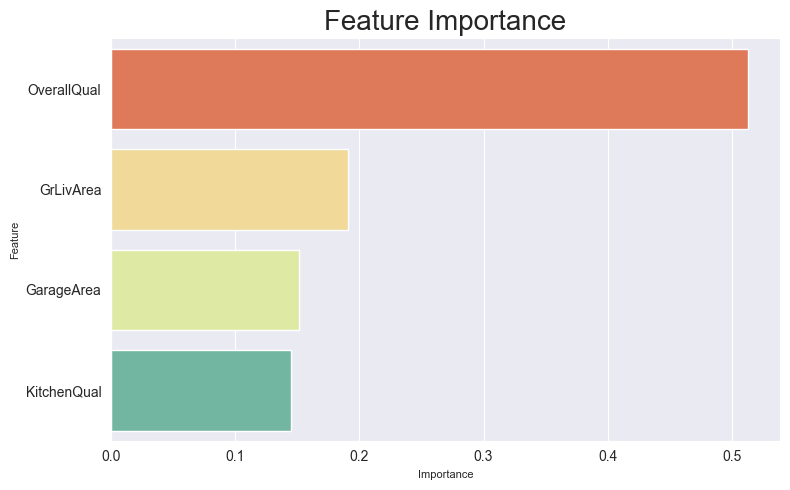 Feature Importance
OverallQual
GrLivArea
GarageArea
KitchenQual
Feature
0.0 0.1 0.2 0.3 0.4 0.5
Importance